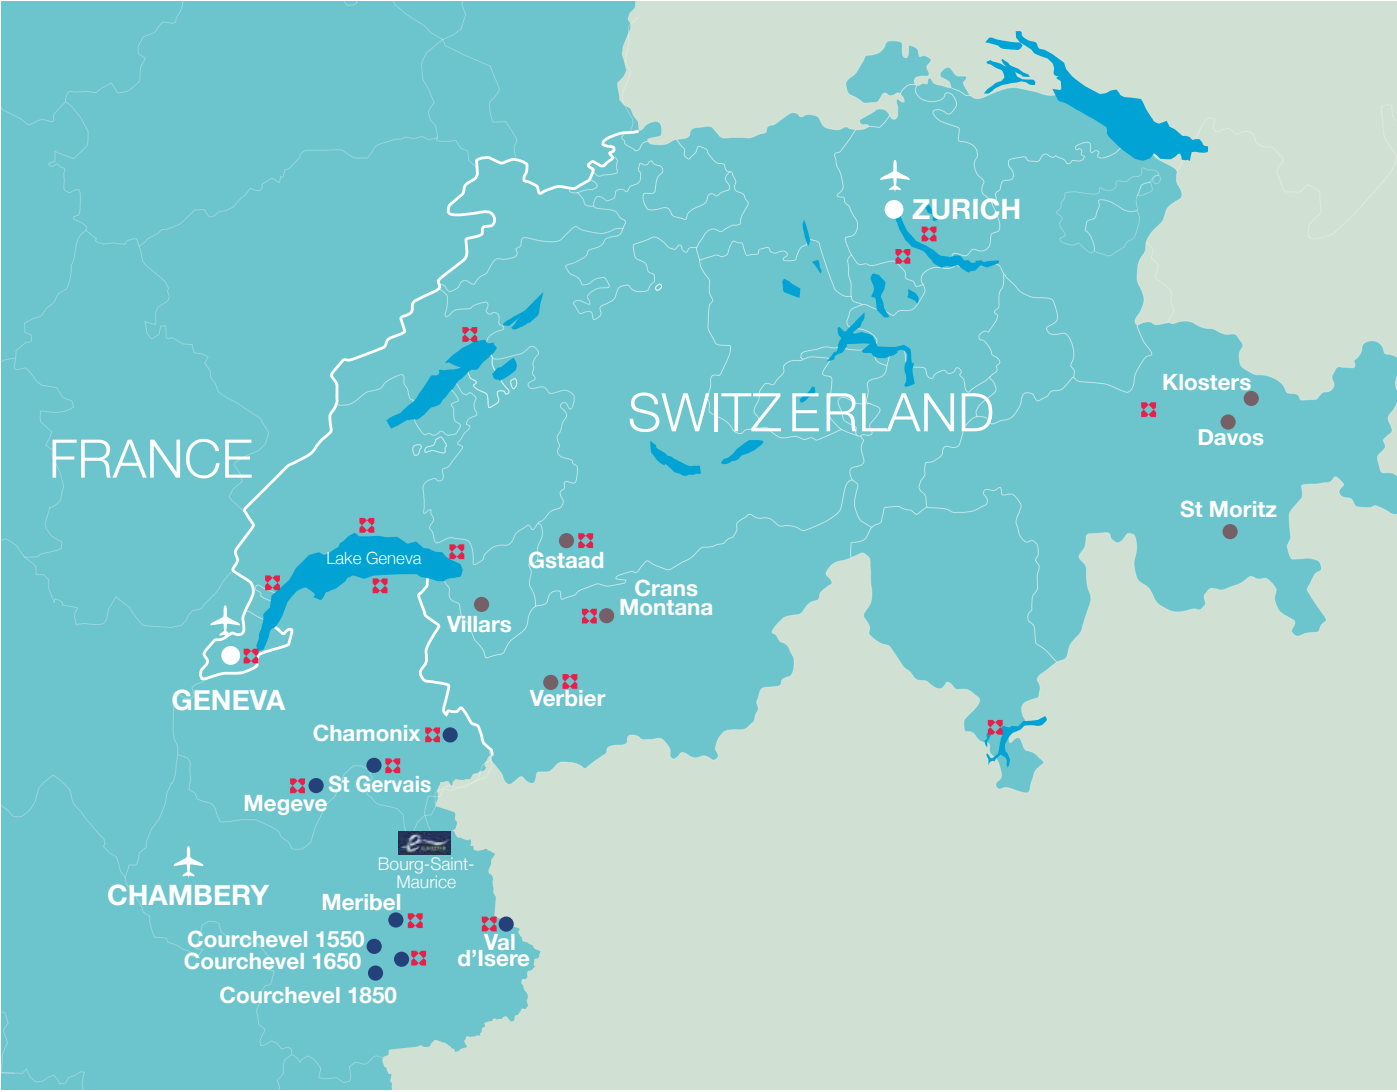 ZURICH
Klosters
SWITZERLAND
Davos
FRANCE
St Moritz
Lake Geneva
Gstaad
Crans
Montana
Villars
GENEVA
Verbier
Chamonix
St Gervais
Megeve
Bourg-Saint-
Maurice
CHAMBERY
Meribel
Courchevel 1550
Val
d'Isere
Courchevel 1650
Courchevel 1850